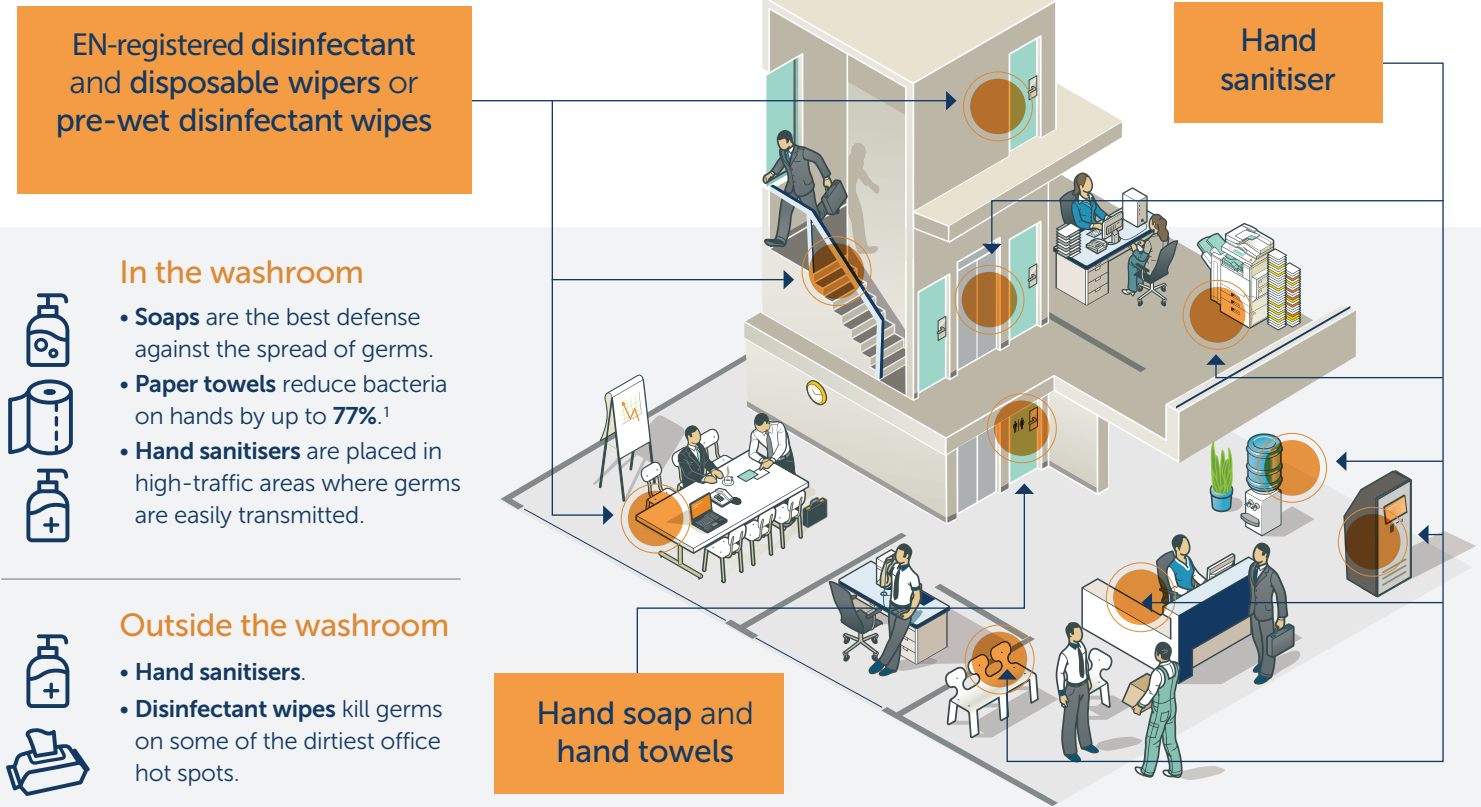 EN-registered disinfectant
and disposable wipers or
pre-wet disinfectant wipes
Hand
sanitiser
In the washroom
• Soaps are the best defense
against the spread of germs.
• Paper towels reduce bacteria
on hands by up to 77%.¹
• Hand sanitisers are placed in
high-traffic areas where germs
are easily transmitted.
Outside the washroom
• Hand sanitisers.
• Disinfectant wipes kill germs
on some of the dirtiest office
hot spots.
Hand soap and
hand towels